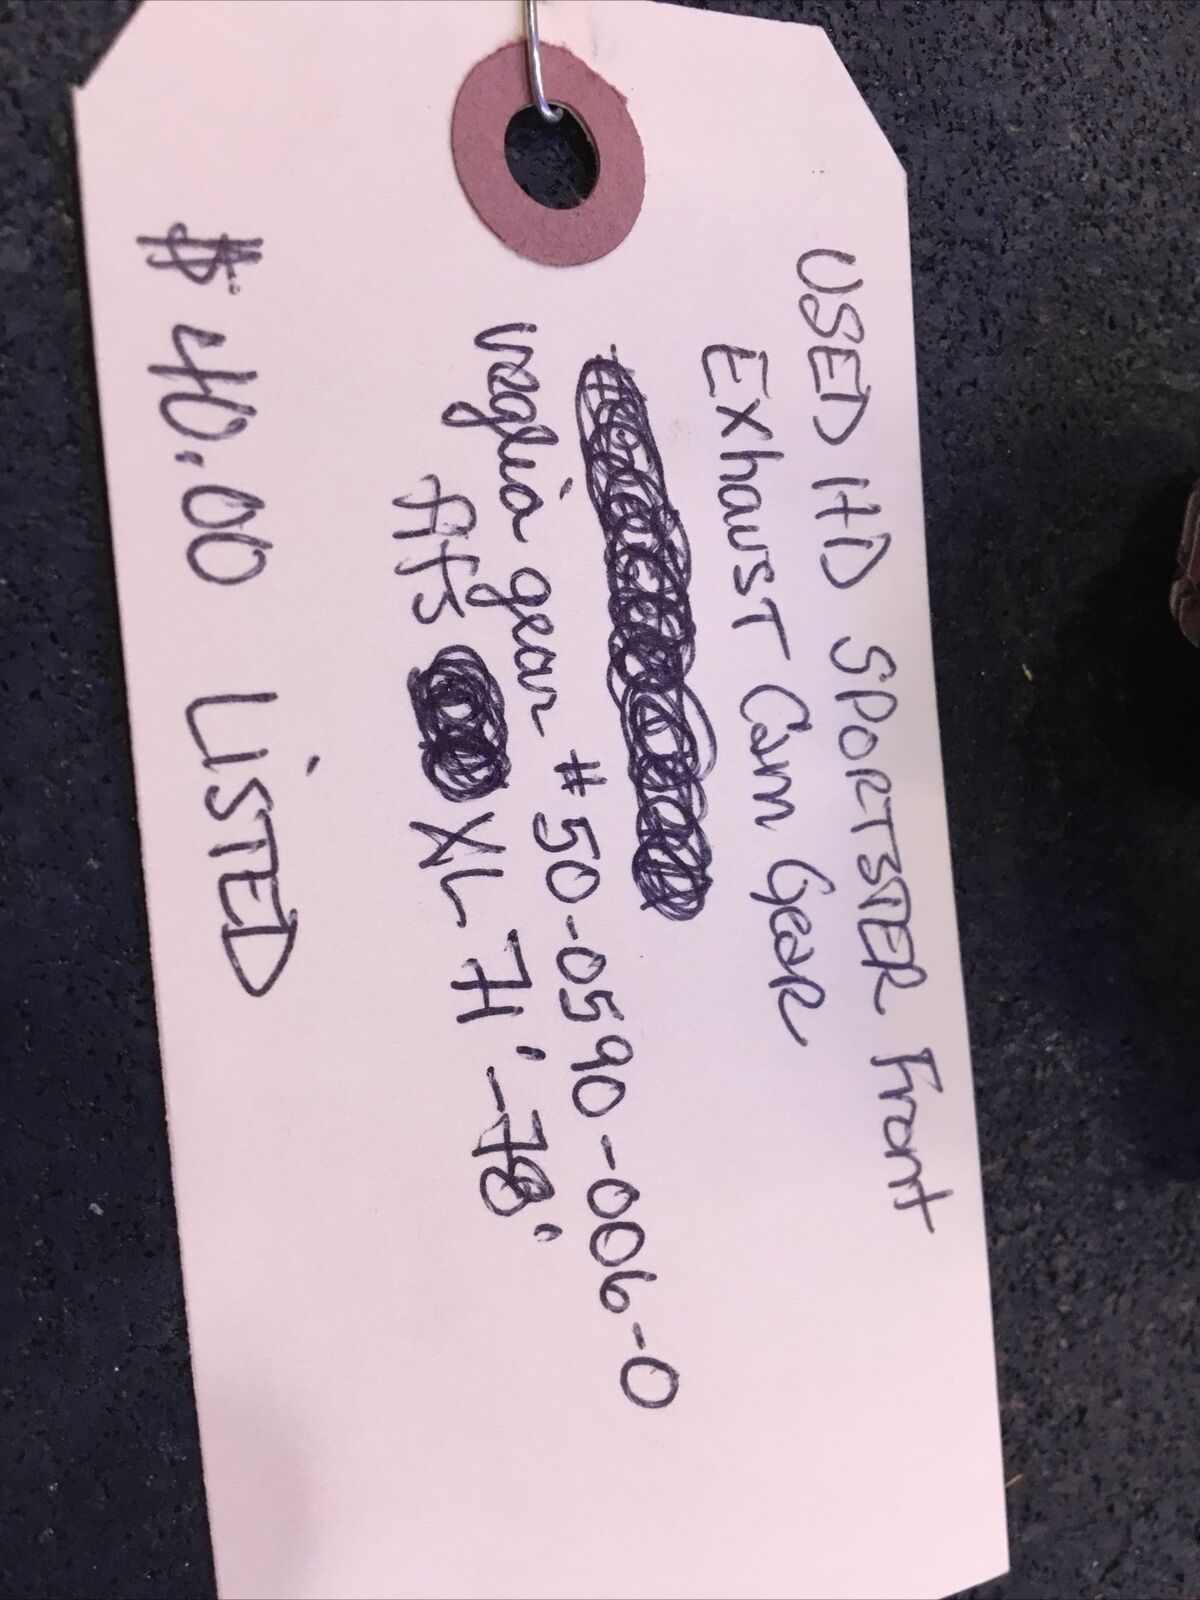 USED HD SPORTSTER Front
Exhaust Cam Gear
veglia gear #50-0590-006-0
fits XL 71'-78'
$40.00 LISTED